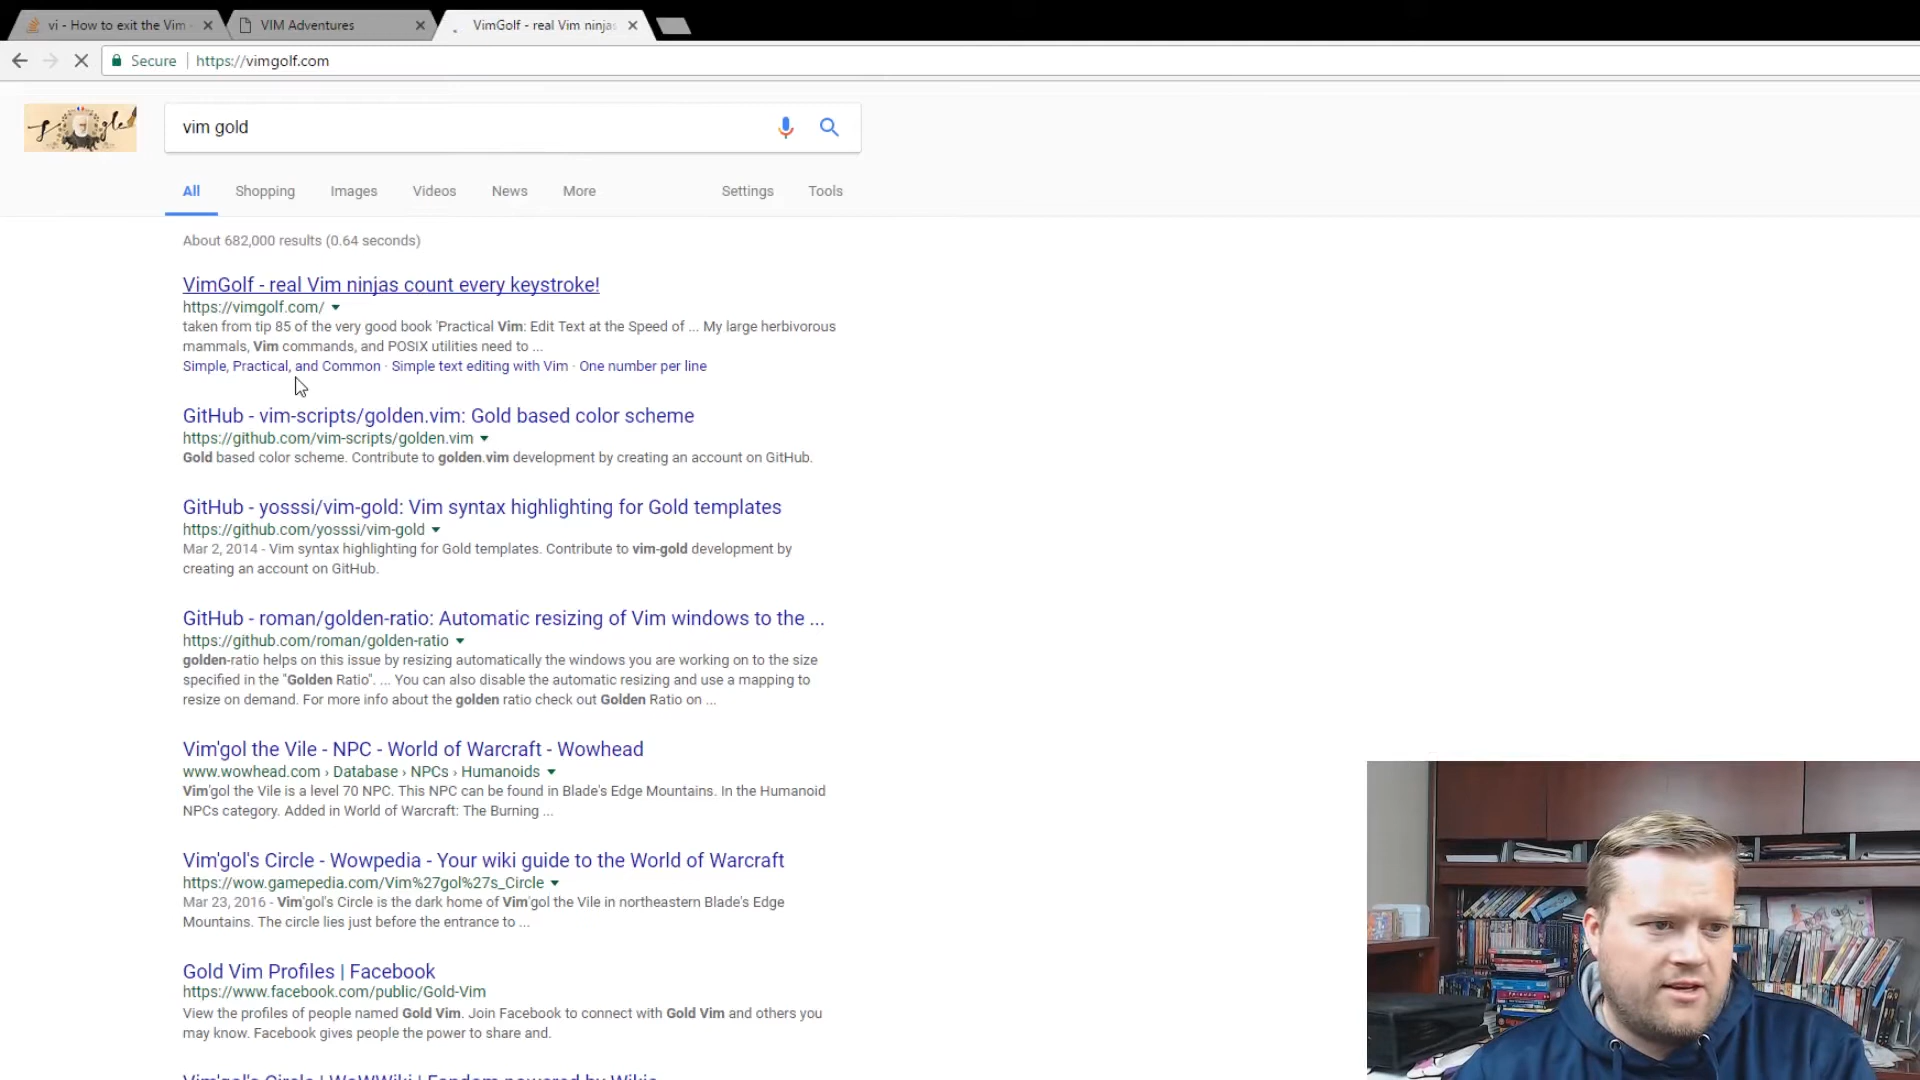 vi - How to exit the Vim
VIM Adventures
VimGolf - real Vim ninjas
Secure
https://vimgolf.com
vim gold
All
Shopping
Images
Videos
News
More
Settings
Tools
About 682,000 results (0.64 seconds)
VimGolf - real Vim ninjas count every keystroke!
https://vimgolf.com/
taken from tip 85 of the very good book 'Practical Vim: Edit Text at the Speed of ... My large herbivorous
mammals, Vim commands, and POSIX utilities need to ...
Simple, Practical, and Common · Simple text editing with Vim · One number per line
GitHub - vim-scripts/golden.vim: Gold based color scheme
https://github.com/vim-scripts/golden.vim
Gold based color scheme. Contribute to golden.vim development by creating an account on GitHub.
GitHub - yosssi/vim-gold: Vim syntax highlighting for Gold templates
https://github.com/yosssi/vim-gold
Mar 2, 2014 - Vim syntax highlighting for Gold templates. Contribute to vim-gold development by
creating an account on GitHub.
GitHub - roman/golden-ratio: Automatic resizing of Vim windows to the ...
https://github.com/roman/golden-ratio
golden-ratio helps on this issue by resizing automatically the windows you are working on to the size
specified in the "Golden Ratio". ... You can also disable the automatic resizing and use a mapping to
resize on demand. For more info about the golden ratio check out Golden Ratio on ...
Vim'gol the Vile - NPC - World of Warcraft - Wowhead
www.wowhead.com › Database › NPCs › Humanoids
Vim'gol the Vile is a level 70 NPC. This NPC can be found in Blade's Edge Mountains. In the Humanoid
NPCs category. Added in World of Warcraft: The Burning ...
Vim'gol's Circle - Wowpedia - Your wiki guide to the World of Warcraft
https://wow.gamepedia.com/Vim%27gol%27s_Circle
Mar 23, 2016 - Vim'gol's Circle is the dark home of Vim'gol the Vile in northeastern Blade's Edge
Mountains. The circle lies just before the entrance to ...
Gold Vim Profiles | Facebook
https://www.facebook.com/public/Gold-Vim
View the profiles of people named Gold Vim. Join Facebook to connect with Gold Vim and others you
may know. Facebook gives people the power to share and.
Vim'gol's Circle | WoWWiki | Fandom powered by Wikia